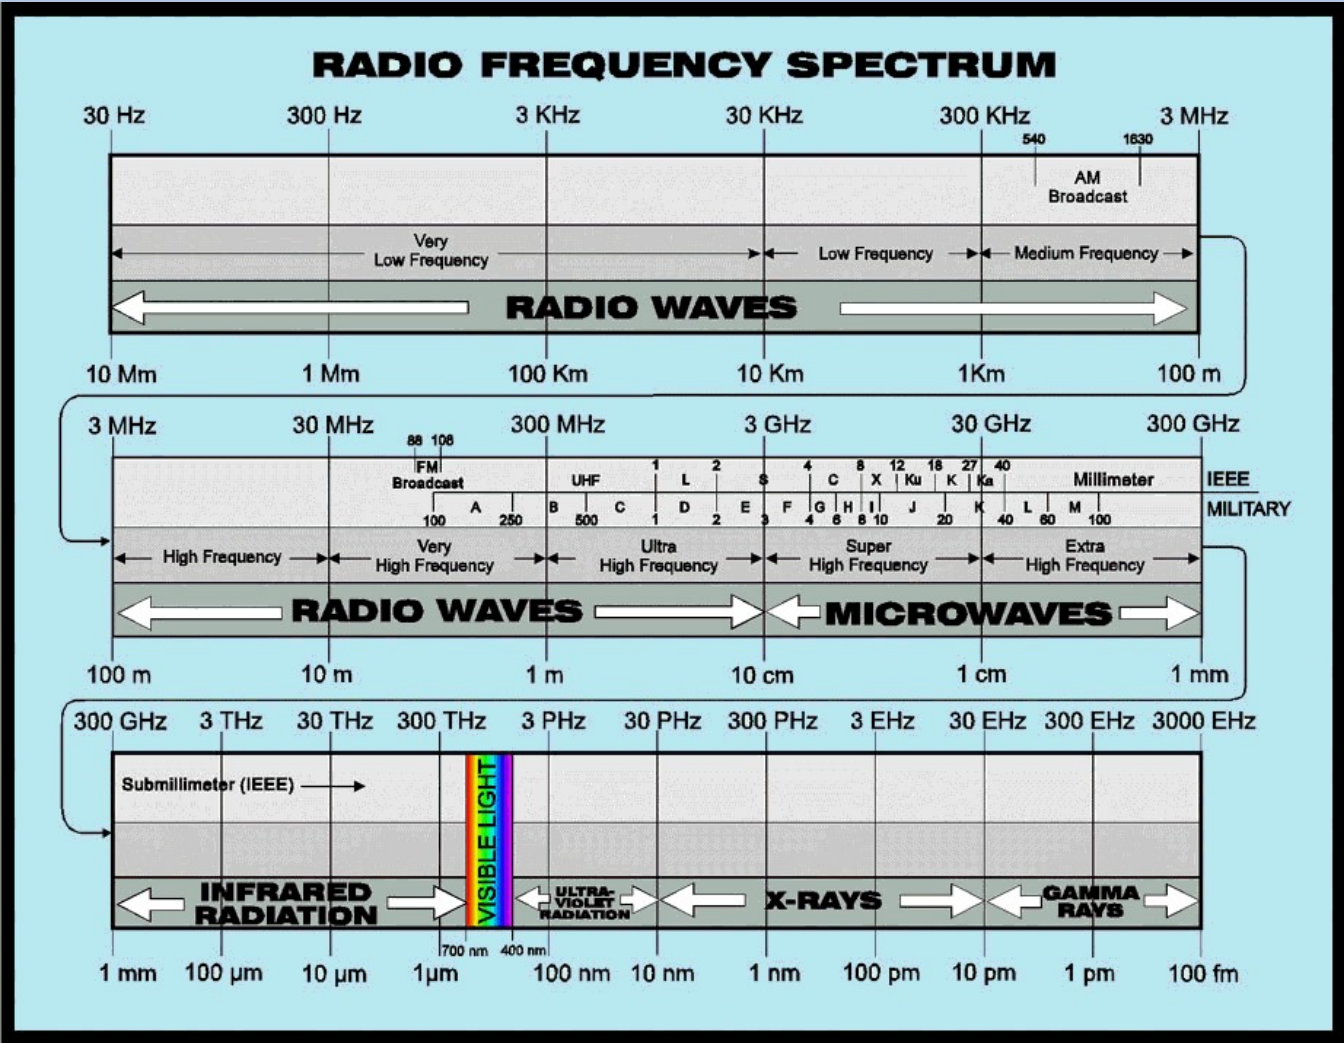 RADIO FREQUENCY SPECTRUM
30 Hz 300 Hz 3 KHz 30 KHz 300 KHz 3 MHz
540 1630
AM
Broadcast
Very
Low Frequency
Low Frequency
Medium Frequency
RADIO WAVES
10 Mm 1 Mm 100 Km 10 Km 1Km 100 m
3 MHz 30 MHz 300 MHz 3 GHz 30 GHz 300 GHz
88 108
FM
Broadcast
1 2 4 8 12 18 27 40
UHF L S C X Ku K Ka Millimeter IEEE
A B C D E F G H I J K L M MILITARY
100 250 500 1 2 3 4 6 8 10 20 40 60 100
High Frequency
Very
High Frequency
Ultra
High Frequency
Super
High Frequency
Extra
High Frequency
RADIO WAVES MICROWAVES
100 m 10 m 1 m 10 cm 1 cm 1 mm
300 GHz 3 THz 30 THz 300 THz 3 PHz 30 PHz 300 PHz 3 EHz 30 EHz 300 EHz 3000 EHz
Submillimeter (IEEE)
INFRARED
RADIATION
VISIBLE LIGHT
ULTRA-
VIOLET
RADIATION
X-RAYS
GAMMA
RAYS
700 nm 400 nm
1 mm 100 µm 10 µm 1µm 100 nm 10 nm 1 nm 100 pm 10 pm 1 pm 100 fm